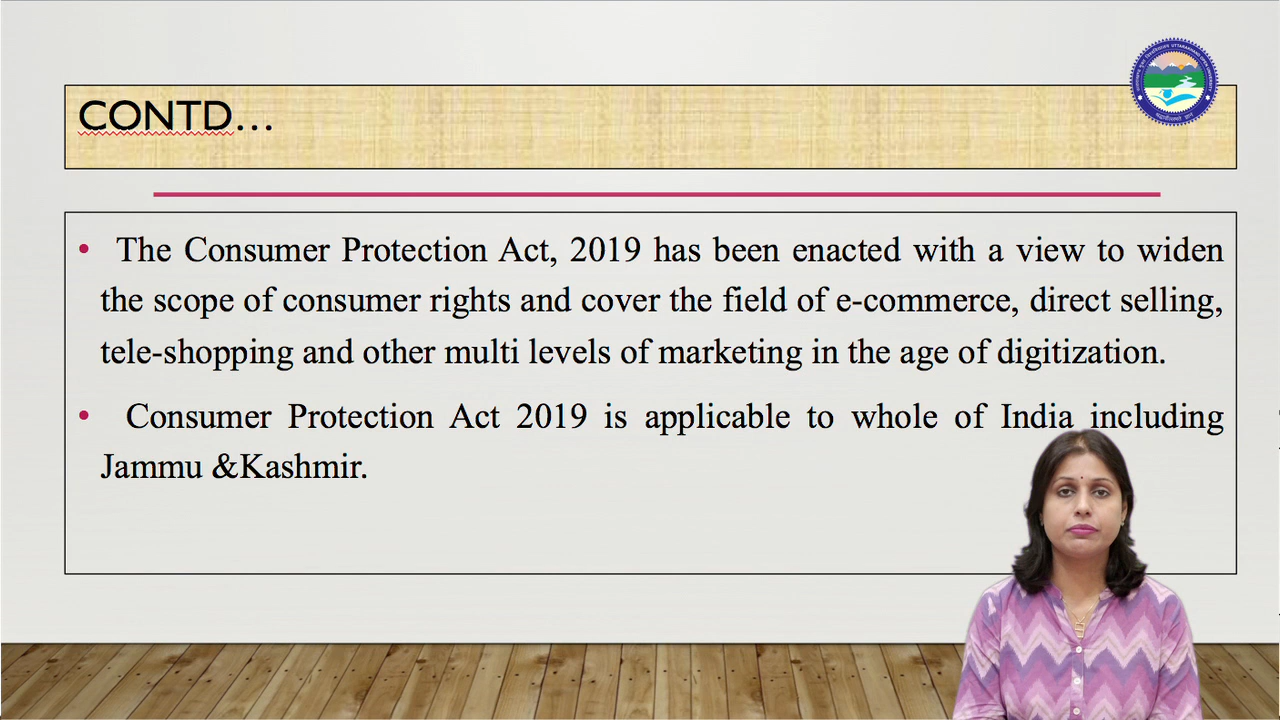 CONTD...
• The Consumer Protection Act, 2019 has been enacted with a view to widen
the scope of consumer rights and cover the field of e-commerce, direct selling,
tele-shopping and other multi levels of marketing in the age of digitization.
• Consumer Protection Act 2019 is applicable to whole of India including
Jammu &Kashmir.